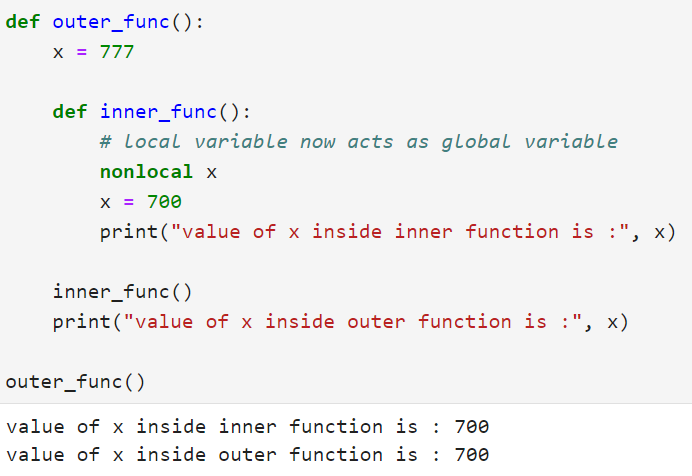 def outer_func():
    x = 777
    def inner_func():
        # local variable now acts as global variable
        nonlocal x
        x = 700
        print("value of x inside inner function is :", x)
    inner_func()
    print("value of x inside outer function is :", x)
outer_func()
value of x inside inner function is : 700
value of x inside outer function is : 700